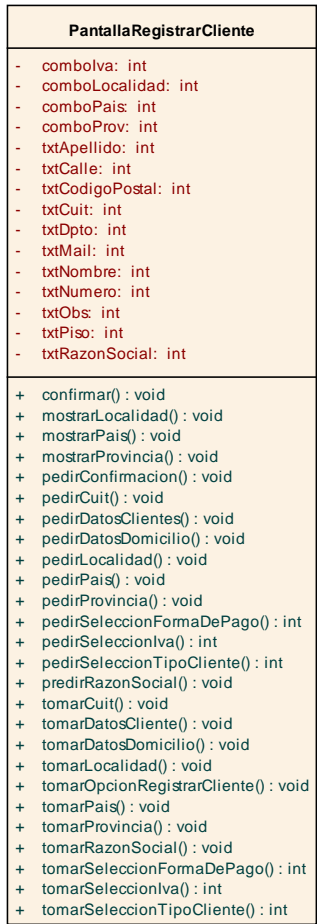 PantallaRegistrarCliente
- comboIva: int
- comboLocalidad: int
- comboPais: int
- comboProv: int
- txtApellido: int
- txtCalle: int
- txtCodigoPostal: int
- txtCuit: int
- txtDpto: int
- txtMail: int
- txtNombre: int
- txtNumero: int
- txtObs: int
- txtPiso: int
- txtRazonSocial: int
+ confirmar() : void
+ mostrarLocalidad() : void
+ mostrarPais() : void
+ mostrarProvincia() : void
+ pedirConfirmacion() : void
+ pedirCuit() : void
+ pedirDatosClientes() : void
+ pedirDatosDomicilio() : void
+ pedirLocalidad() : void
+ pedirPais() : void
+ pedirProvincia() : void
+ pedirSeleccionFormaDePago() : int
+ pedirSeleccionIva() : int
+ pedirSeleccionTipoCliente() : int
+ predirRazonSocial() : void
+ tomarCuit() : void
+ tomarDatosCliente() : void
+ tomarDatosDomicilio() : void
+ tomarLocalidad() : void
+ tomarOpcionRegistrarCliente() : void
+ tomarPais() : void
+ tomarProvincia() : void
+ tomarRazonSocial() : void
+ tomarSeleccionFormaDePago() : int
+ tomarSeleccionIva() : int
+ tomarSeleccionTipoCliente() : int